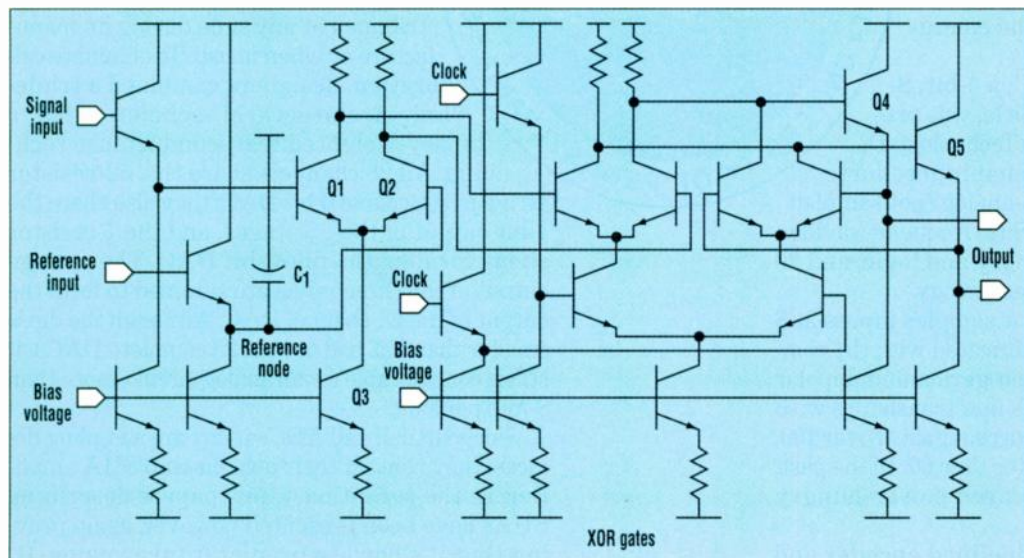 Signal
input
Clock
Q1
Q2
Q4
Q5
Reference
input
C1
Clock
Output
Reference
node
Bias
voltage
Bias
voltage
Q3
XOR gates